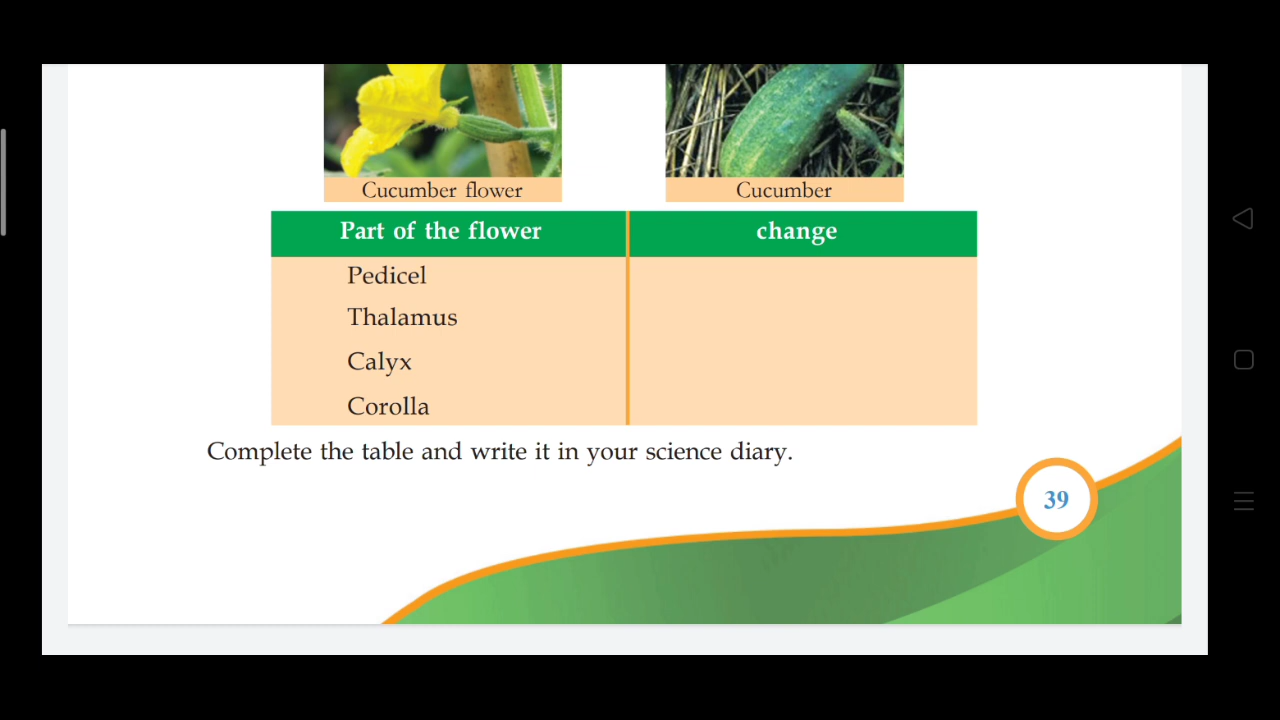 Cucumber flower
Cucumber
Part of the flower change
Pedicel
Thalamus
Calyx
Corolla
Complete the table and write it in your science diary.
39